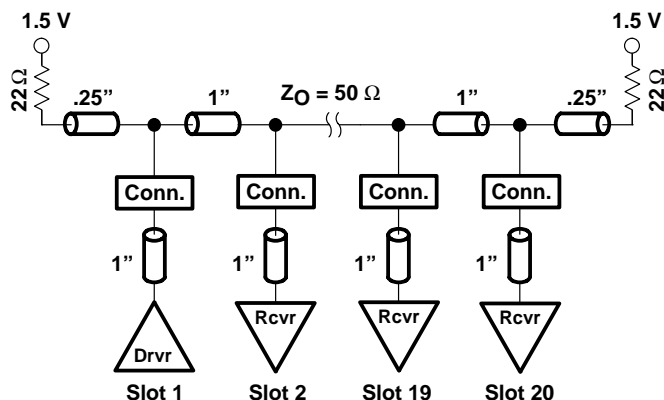 1.5 V
1.5 V
22 Ω
.25”
1”
Z_O = 50 Ω
1”
.25”
22 Ω
Conn.
Conn.
Conn.
Conn.
1”
1”
1”
1”
Drvr
Rcvr
Rcvr
Rcvr
Slot 1
Slot 2
Slot 19
Slot 20